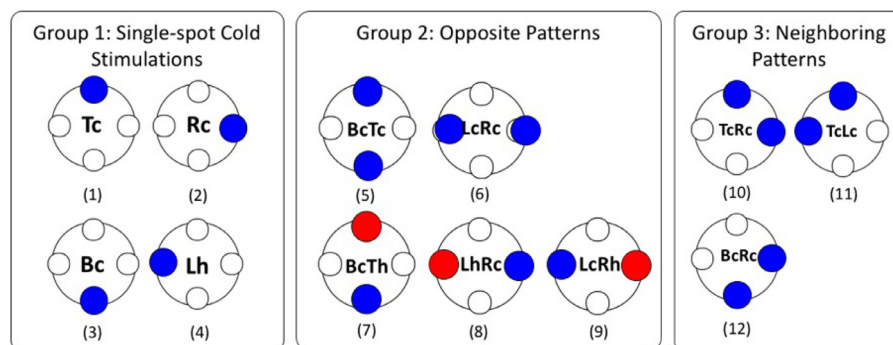 Group 1: Single-spot Cold
Stimulations
Tc
Rc
(1)
(2)
Bc
Lh
(3)
(4)
Group 2: Opposite Patterns
BcTc
LcRc
(5)
(6)
BcTh
LhRc
LcRh
(7)
(8)
(9)
Group 3: Neighboring
Patterns
TcRc
TcLc
(10)
(11)
BcRc
(12)